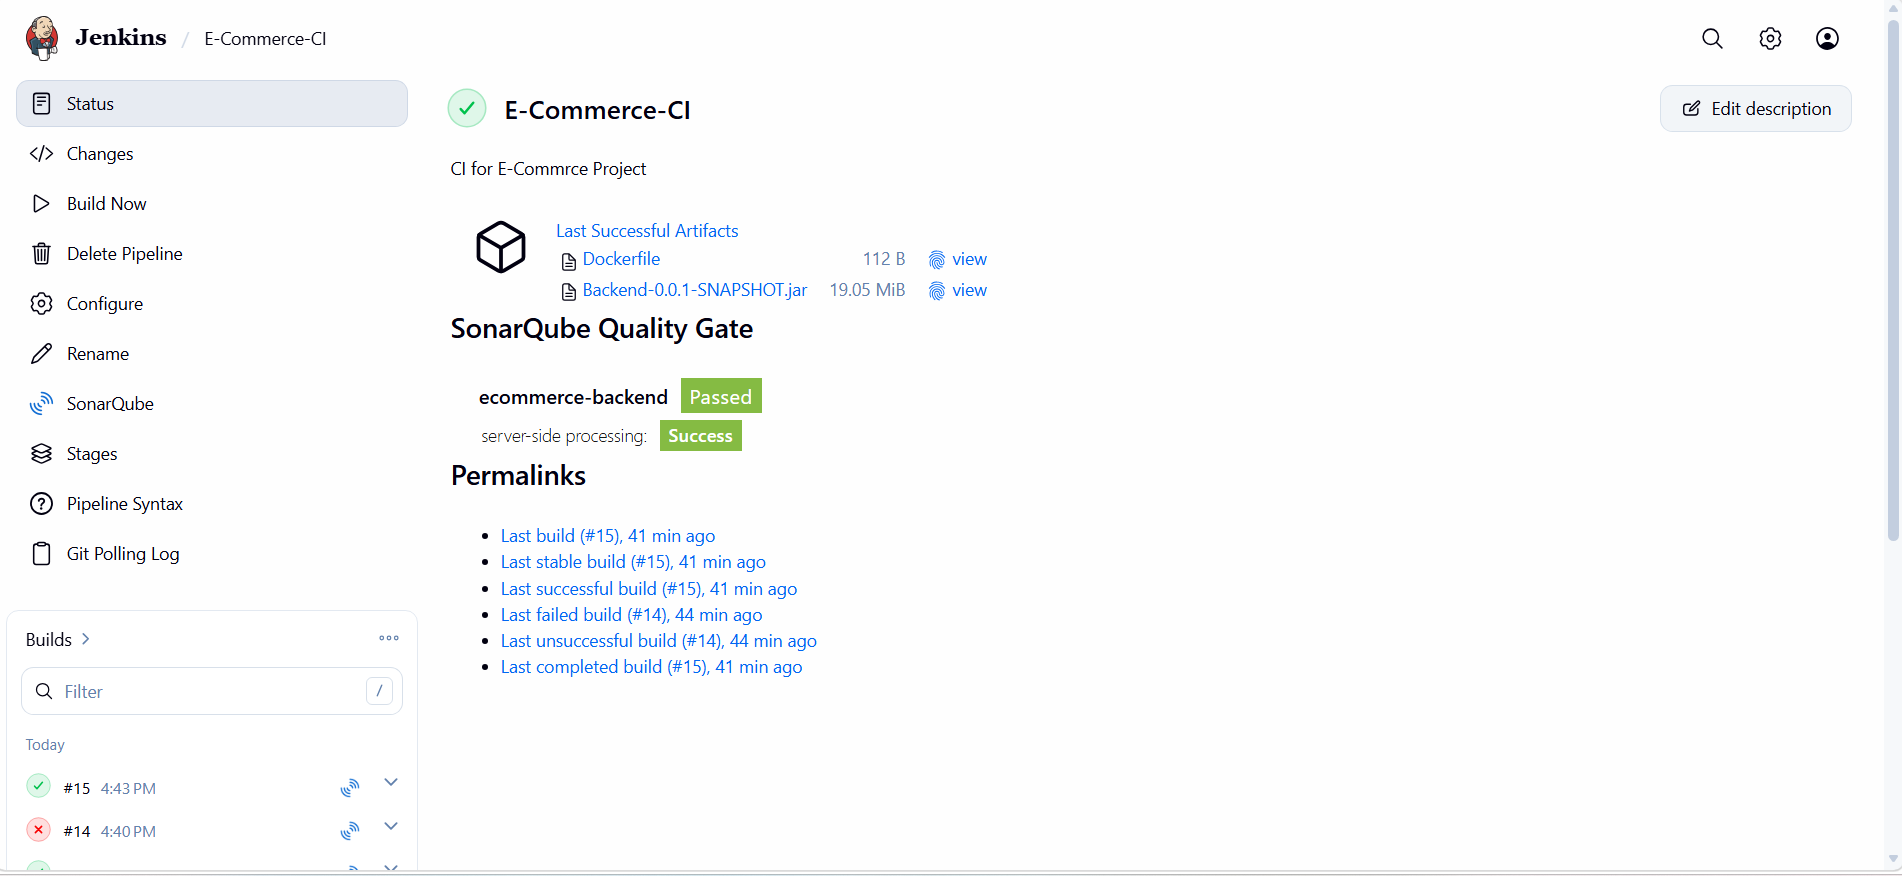 Jenkins / E-Commerce-CI
Status
Changes
Build Now
Delete Pipeline
Configure
Rename
SonarQube
Stages
Pipeline Syntax
Git Polling Log
Builds
Filter /
Today
#15 4:43 PM
#14 4:40 PM
E-Commerce-CI
Edit description
CI for E-Commrce Project
Last Successful Artifacts
Dockerfile 112 B view
Backend-0.0.1-SNAPSHOT.jar 19.05 MiB view
SonarQube Quality Gate
ecommerce-backend Passed
server-side processing: Success
Permalinks
Last build (#15), 41 min ago
Last stable build (#15), 41 min ago
Last successful build (#15), 41 min ago
Last failed build (#14), 44 min ago
Last unsuccessful build (#14), 44 min ago
Last completed build (#15), 41 min ago